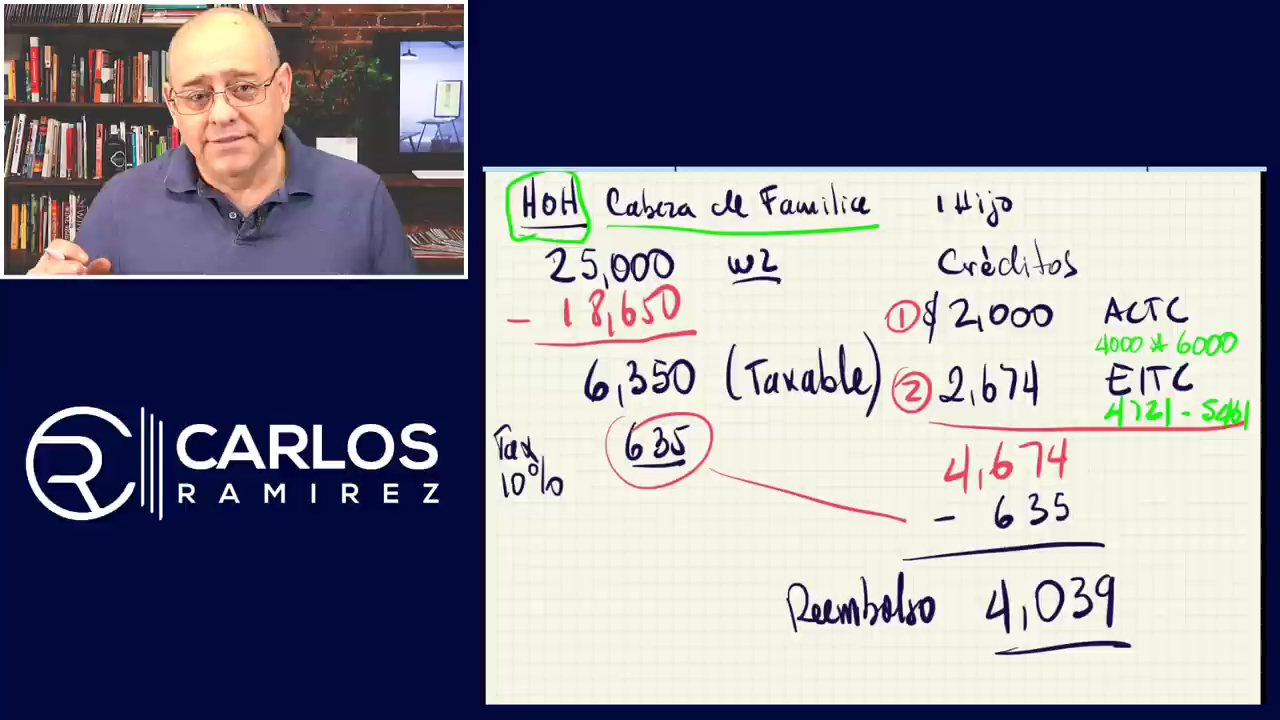 CARLOS
RAMIREZ
HOH Cabeza de Familia 1 Hijo
25,000 W2 Créditos
- 18,650
① $2,000 ACTC
4000 * 6000
6,350 (Taxable)
② 2,674 EITC
4721 - 5461
Tax 635
10%
4,674
- 635
Reembolso 4,039